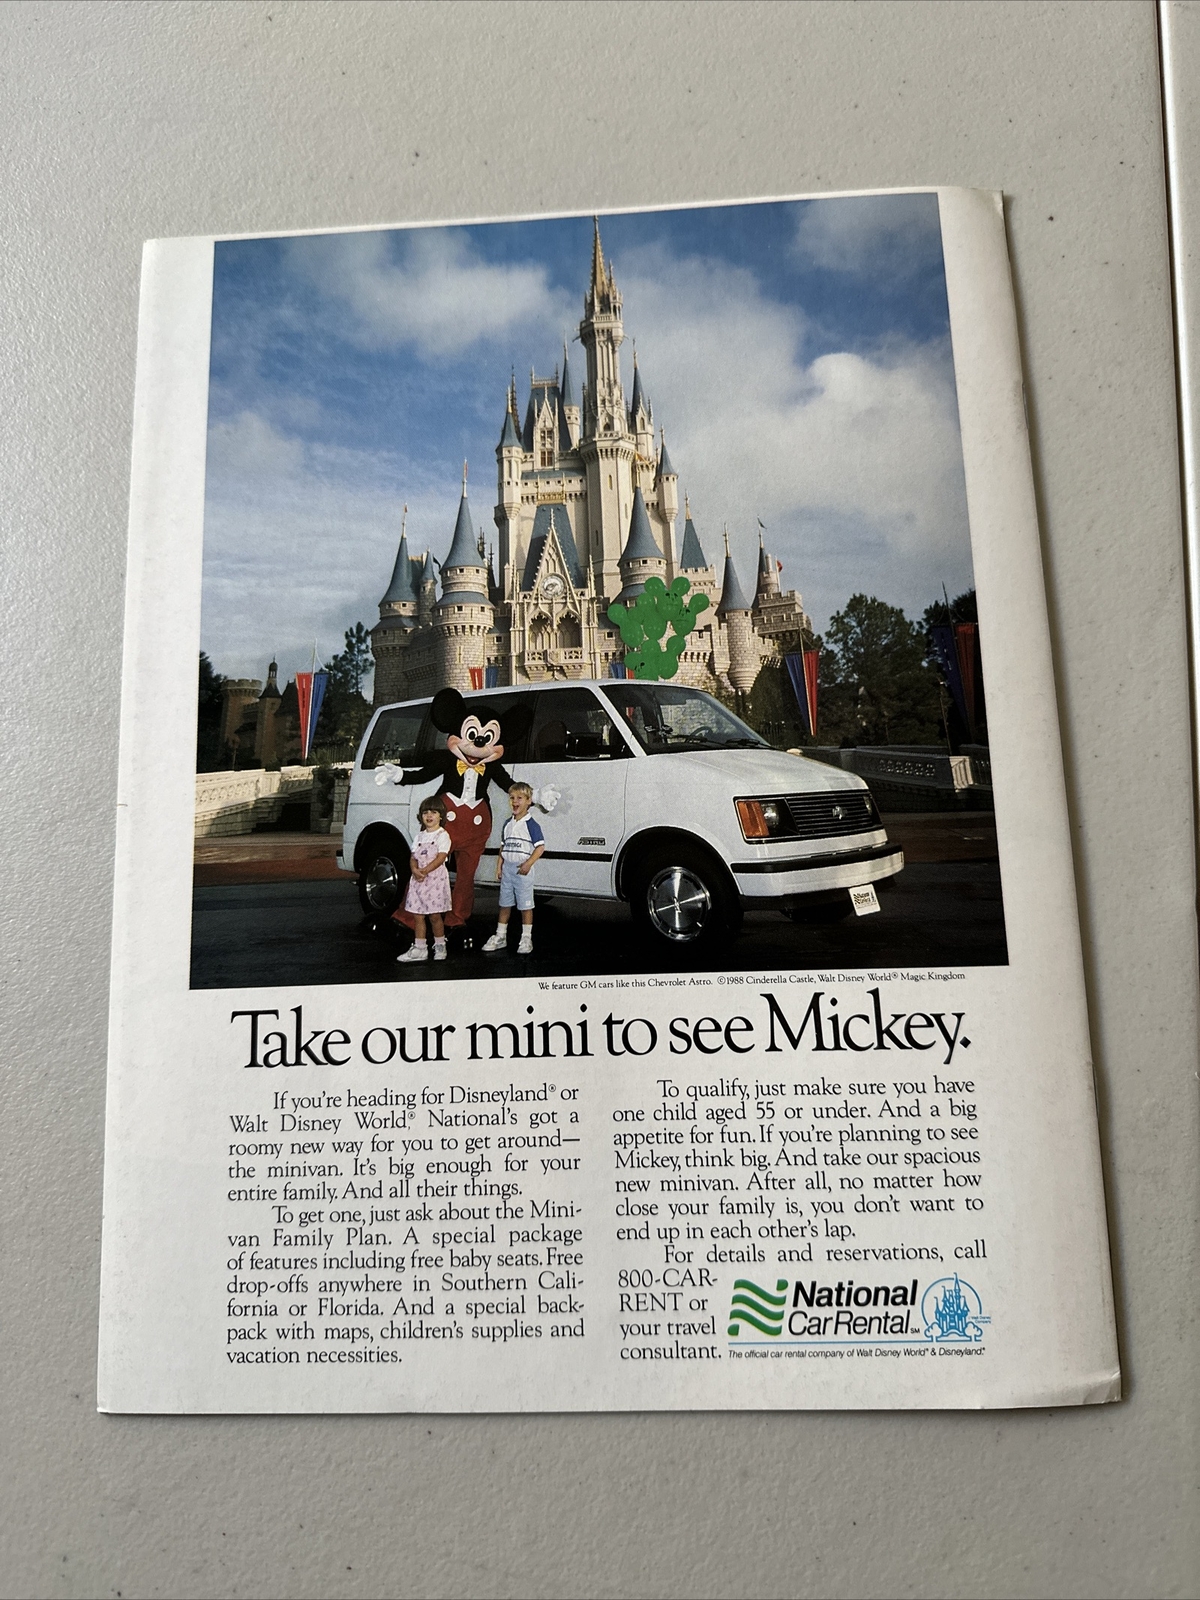 We feature GM cars like this Chevrolet Astro. ©1988 Cinderella Castle, Walt Disney World® Magic Kingdom
Take our mini to see Mickey.
If you're heading for Disneyland® or
Walt Disney World®, National's got a
roomy new way for you to get around—
the minivan. It's big enough for your
entire family. And all their things.
To get one, just ask about the Mini-
van Family Plan. A special package
of features including free baby seats. Free
drop-offs anywhere in Southern Cali-
fornia or Florida. And a special back-
pack with maps, children's supplies and
vacation necessities.
To qualify, just make sure you have
one child aged 55 or under. And a big
appetite for fun. If you're planning to see
Mickey, think big. And take our spacious
new minivan. After all, no matter how
close your family is, you don't want to
end up in each other's lap.
For details and reservations, call
800-CAR-
RENT or
your travel
consultant.
National
CarRental℠
Walt Disney
Company
The official car rental company of Walt Disney World® & Disneyland®.